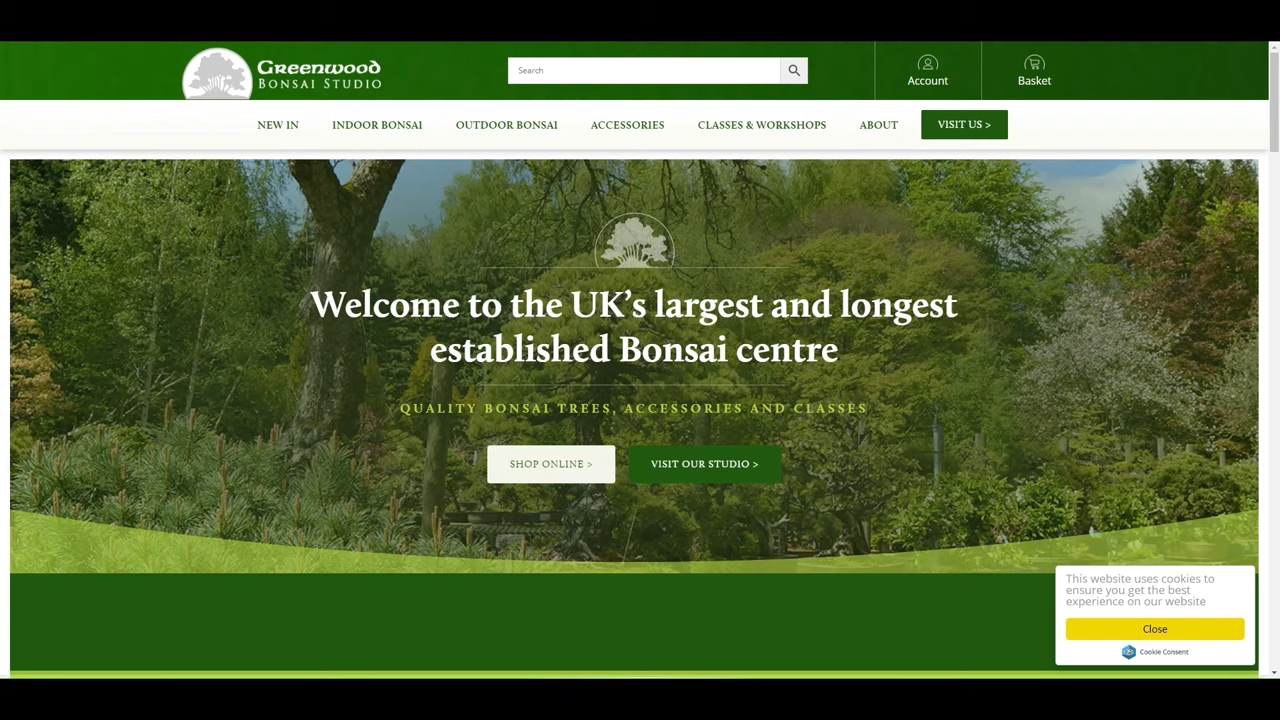 Greenwood
BONSAI STUDIO
Search
Account
Basket
NEW IN
INDOOR BONSAI
OUTDOOR BONSAI
ACCESSORIES
CLASSES & WORKSHOPS
ABOUT
VISIT US >
Welcome to the UK's largest and longest
established Bonsai centre
QUALITY BONSAI TREES, ACCESSORIES AND CLASSES
SHOP ONLINE >
VISIT OUR STUDIO >
This website uses cookies to
ensure you get the best
experience on our website
Close
Cookie Consent